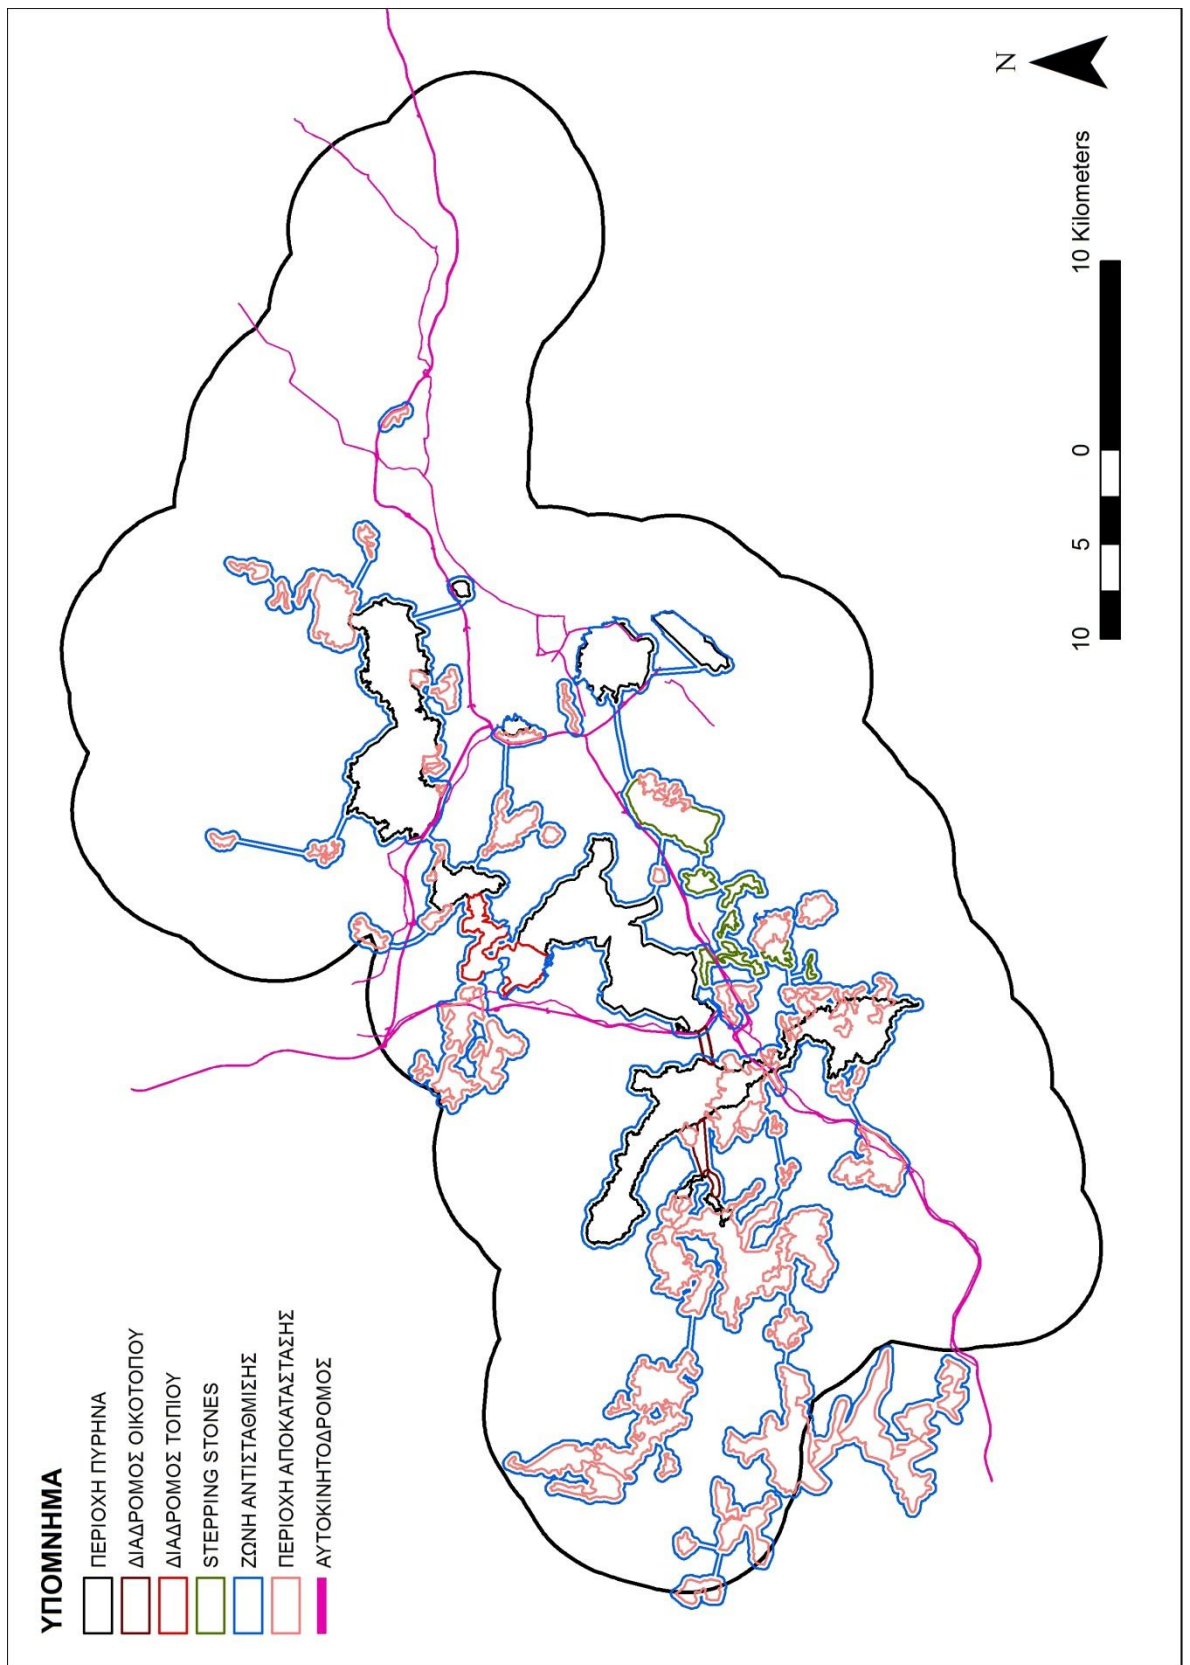 ΥΠΟΜΝΗΜΑ
ΠΕΡΙΟΧΗ ΠΥΡΗΝΑ
ΔΙΑΔΡΟΜΟΣ ΟΙΚΟΤΟΠΟΥ
ΔΙΑΔΡΟΜΟΣ ΤΟΠΙΟΥ
STEPPING STONES
ΖΩΝΗ ΑΝΤΙΣΤΑΘΜΙΣΗΣ
ΠΕΡΙΟΧΗ ΑΠΟΚΑΤΑΣΤΑΣΗΣ
ΑΥΤΟΚΙΝΗΤΟΔΡΟΜΟΣ
10 5 0 10 Kilometers
N